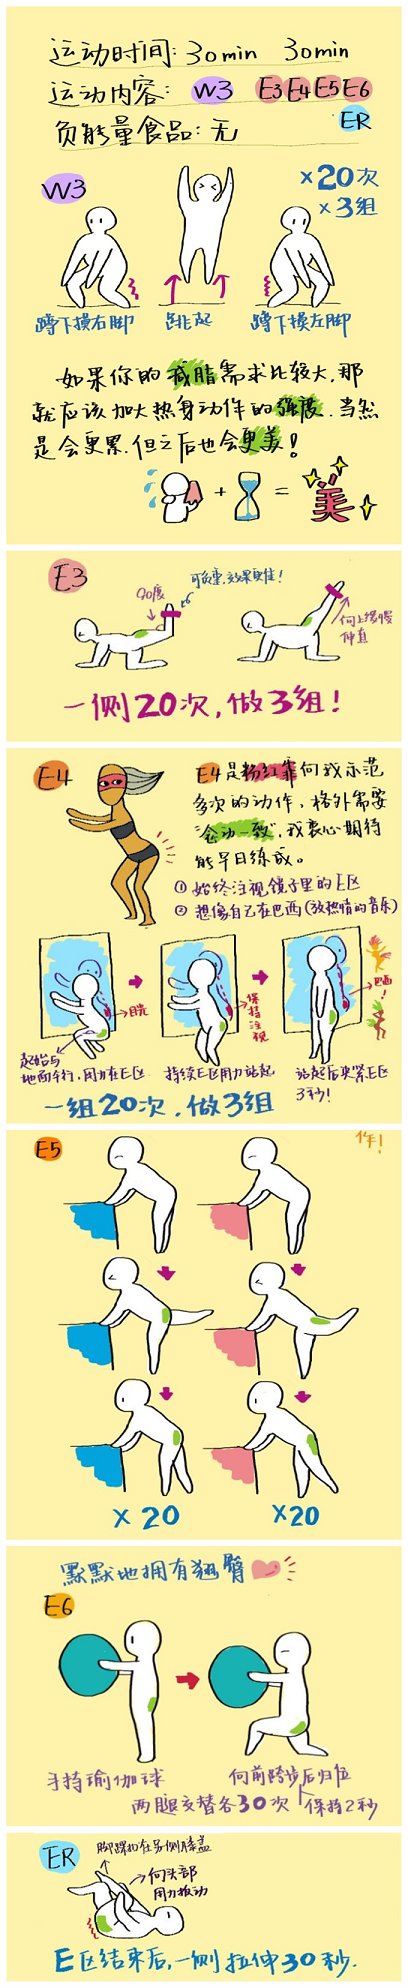 运动时间:30min 30min
运动内容: W3 E3 E4 E5 E6
负能量食品:无 ER
W3
×20次
×3组
蹲下摸右脚 跳起 蹲下摸左脚
如果你的减脂需求比较大,那
就应该加大热身动作的强度.当然
是会更累.但之后也会更美!
+ = 美
E3
90度
可负重,效果更佳!
向上缓慢
伸直
一侧20次,做3组!
E4
E4是粉红靠向我示范
多次的动作,格外需要
"念动一致",我衷心期待
能早日练成。
① 始终注视镜子里的E区
② 想像自己在巴西(放热情的音乐)
目光
保持注视
巴西!
起始与
地面平行,用力在E区
持续E区用力站起
站起后夹紧E区
3秒!
一组20次,做3组
E5
作!
×20 ×20
默默地拥有翘臀
E6
手持瑜伽球
向前跨步后归位
两腿交替各30次
保持2秒
ER
脚踝扣在另侧膝盖
向头部
用力扳动
E区结束后,一侧拉伸30秒.